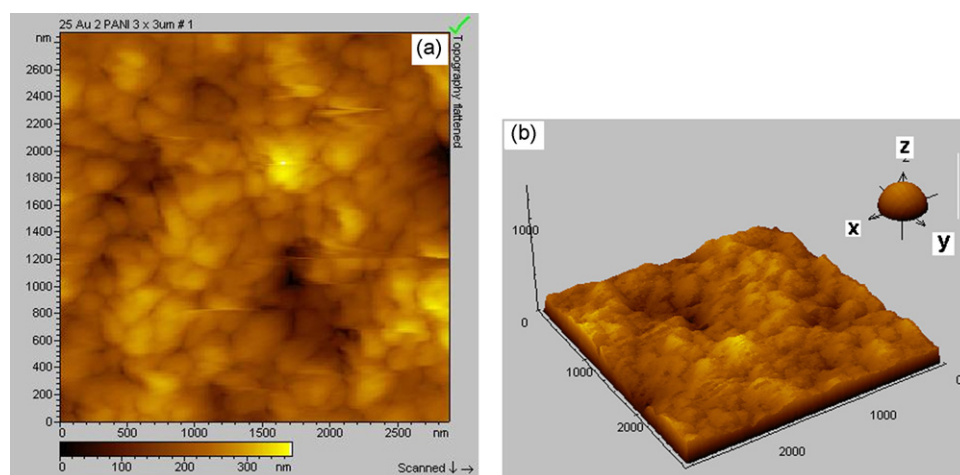 25 Au 2 PANI 3 x 3um # 1
nm
(a)
Topography flattened
2600
2400
2200
2000
1800
1600
1400
1200
1000
800
600
400
200
0
0 500 1000 1500 2000 2500 nm
0 100 200 300 nm
Scanned ↓ →
(b)
z
x
y
1000
0
1000
2000
2000
1000
0